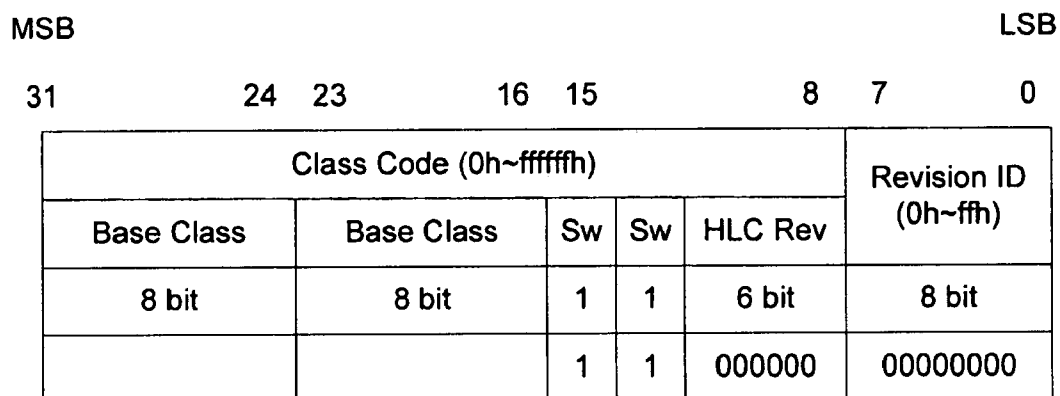 MSB LSB
31 24 23 16 15 8 7 0
Class Code (0h~ffffffh) Revision ID
(0h~ffh)
Base Class Base Class Sw Sw HLC Rev
8 bit 8 bit 1 1 6 bit 8 bit
1 1 000000 00000000